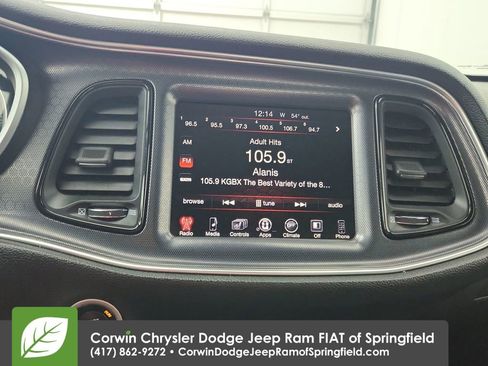 12:14 W 54° out
1 96.5 2 95.5 3 97.3 4 100.5 5 106.7 6 94.7
Adult Hits
AM
105.9
FM
Alanis
105.9 KGBX The Best Variety of the 8...
browse tune audio
Radio Media Controls Apps Climate Off Phone
Corwin Chrysler Dodge Jeep Ram FIAT of Springfield
(417) 862-9272 • CorwinDodgeJeepRamofSpringfield.com